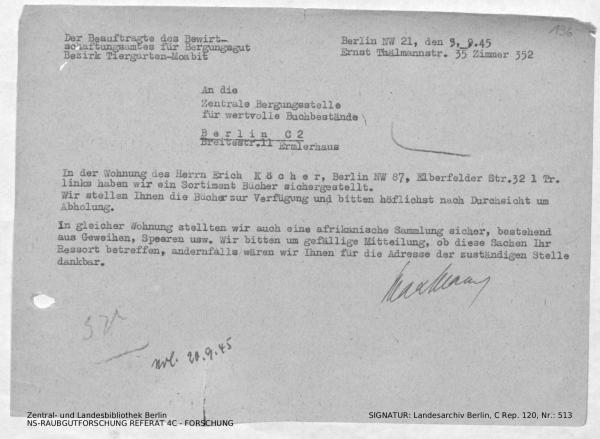 136
Der Beauftragte des Bewirt-
schaftungsamtes für Bergungsgut
Bezirk Tiergarten-Moabit
Berlin NW 21, den 3. 9.45
Ernst Thälmannstr. 35 Zimmer 352
An die
Zentrale Bergungsstelle
für wertvolle Buchbestände
B e r l i n C 2
Breitestr.11 Ermlerhaus
In der Wohnung des Herrn Erich K ö c h e r, Berlin NW 87, Elberfelder Str.32 1 Tr.
links haben wir ein Sortiment Bücher sichergestellt.
Wir stellen Ihnen die Bücher zur Verfügung und bitten höflichst nach Durchsicht um
Abholung.
In gleicher Wohnung stellten wir auch eine afrikanische Sammlung sicher, bestehend
aus Geweihen, Speeren usw. Wir bitten um gefällige Mitteilung, ob diese Sachen Ihr
Ressort betreffen, andernfalls wären wir Ihnen für die Adresse der zuständigen Stelle
dankbar.
20.9.45
Zentral- und Landesbibliothek Berlin
NS-RAUBGUTFORSCHUNG REFERAT 4C - FORSCHUNG
SIGNATUR: Landesarchiv Berlin, C Rep. 120, Nr.: 513